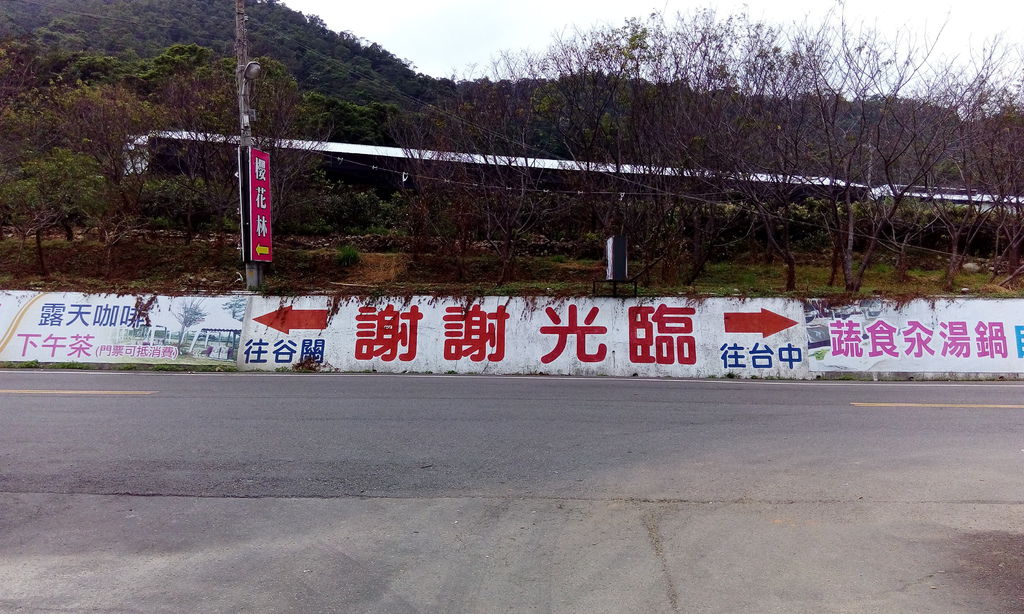 櫻花林
露天咖啡
下午茶(門票可抵消費)
往谷關
謝謝光臨
往台中
蔬食汆湯鍋